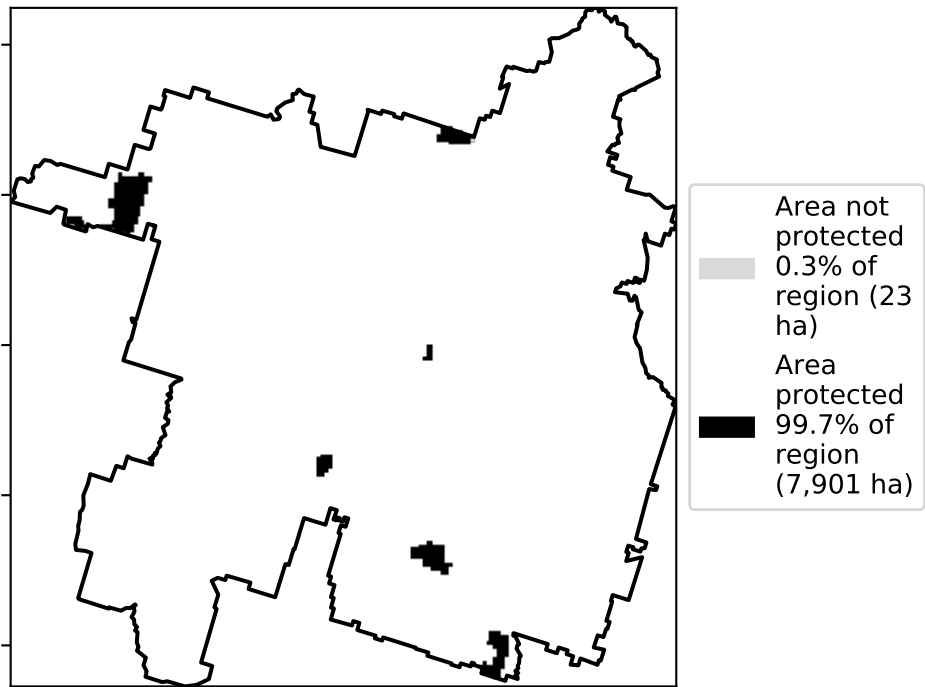 Area not
protected
0.3% of
region (23
ha)
Area
protected
99.7% of
region
(7,901 ha)